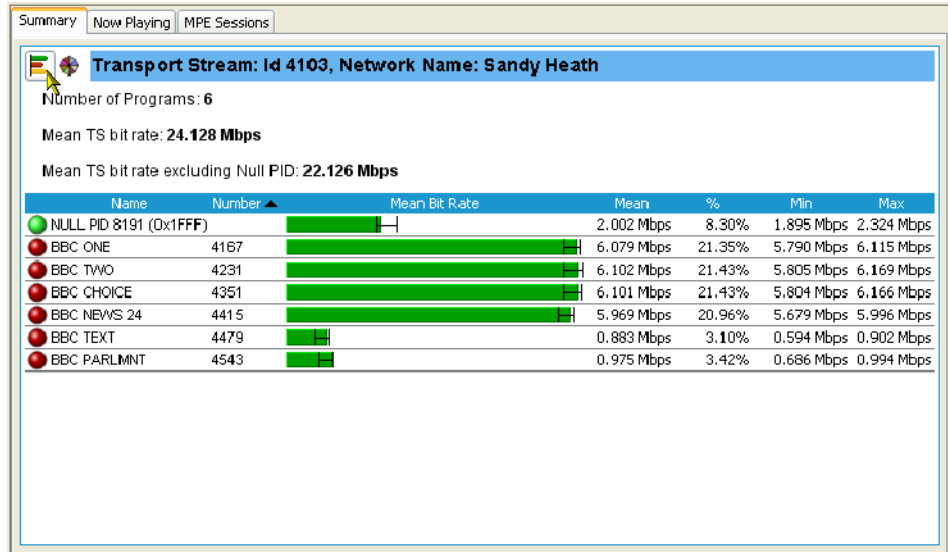 Summary Now Playing MPE Sessions
Transport Stream: Id 4103, Network Name: Sandy Heath
Number of Programs: 6
Mean TS bit rate: 24.128 Mbps
Mean TS bit rate excluding Null PID: 22.126 Mbps
Name Number Mean Bit Rate Mean % Min Max
NULL PID 8191 (0x1FFF) 2.002 Mbps 8.30% 1.895 Mbps 2.324 Mbps
BBC ONE 4167 6.079 Mbps 21.35% 5.790 Mbps 6.115 Mbps
BBC TWO 4231 6.102 Mbps 21.43% 5.805 Mbps 6.169 Mbps
BBC CHOICE 4351 6.101 Mbps 21.43% 5.804 Mbps 6.166 Mbps
BBC NEWS 24 4415 5.969 Mbps 20.96% 5.679 Mbps 5.996 Mbps
BBC TEXT 4479 0.883 Mbps 3.10% 0.594 Mbps 0.902 Mbps
BBC PARLMNT 4543 0.975 Mbps 3.42% 0.686 Mbps 0.994 Mbps